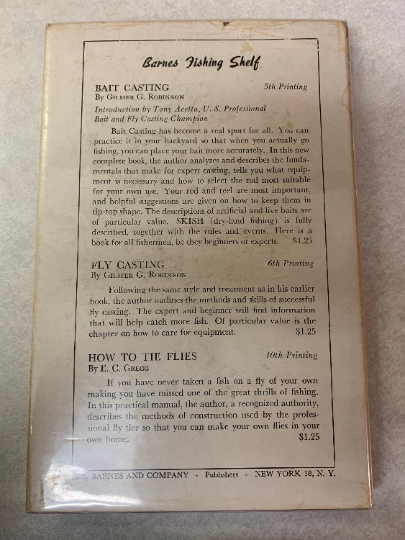 Barnes Fishing Shelf
BAIT CASTING 5th Printing
By Gilmer G. Robinson
Introduction by Tony Accetta, U. S. Professional
Bait and Fly Casting Champion
Bait Casting has become a real sport for all. You can
practice it in your backyard so that when you actually go
fishing, you can place your bait more accurately. In this new
complete book, the author analyzes and describes the funda-
mentals that make for expert casting, tells you what equip-
ment is necessary and how to select the rod most suitable
for your own use. Your rod and reel are most important,
and helpful suggestions are given on how to keep them in
tip-top shape. The descriptions of artificial and live baits are
of particular value. SKISH (dry-land fishing) is fully
described, together with the rules and events. Here is a
book for all fishermen, be they beginners or experts. $1.25
FLY CASTING 6th Printing
By Gilmer G. Robinson
Following the same style and treatment as in his earlier
book, the author outlines the methods and skills of successful
fly casting. The expert and beginner will find information
that will help catch more fish. Of particular value is the
chapter on how to care for equipment. $1.25
HOW TO TIE FLIES 10th Printing
By E. C. Gregg
If you have never taken a fish on a fly of your own
making you have missed one of the great thrills of fishing.
In this practical manual, the author, a recognized authority,
describes the methods of construction used by the profes-
sional fly tier so that you can make your own flies in your
own home. $1.25
A. S. BARNES AND COMPANY - Publishers - NEW YORK 18, N. Y.